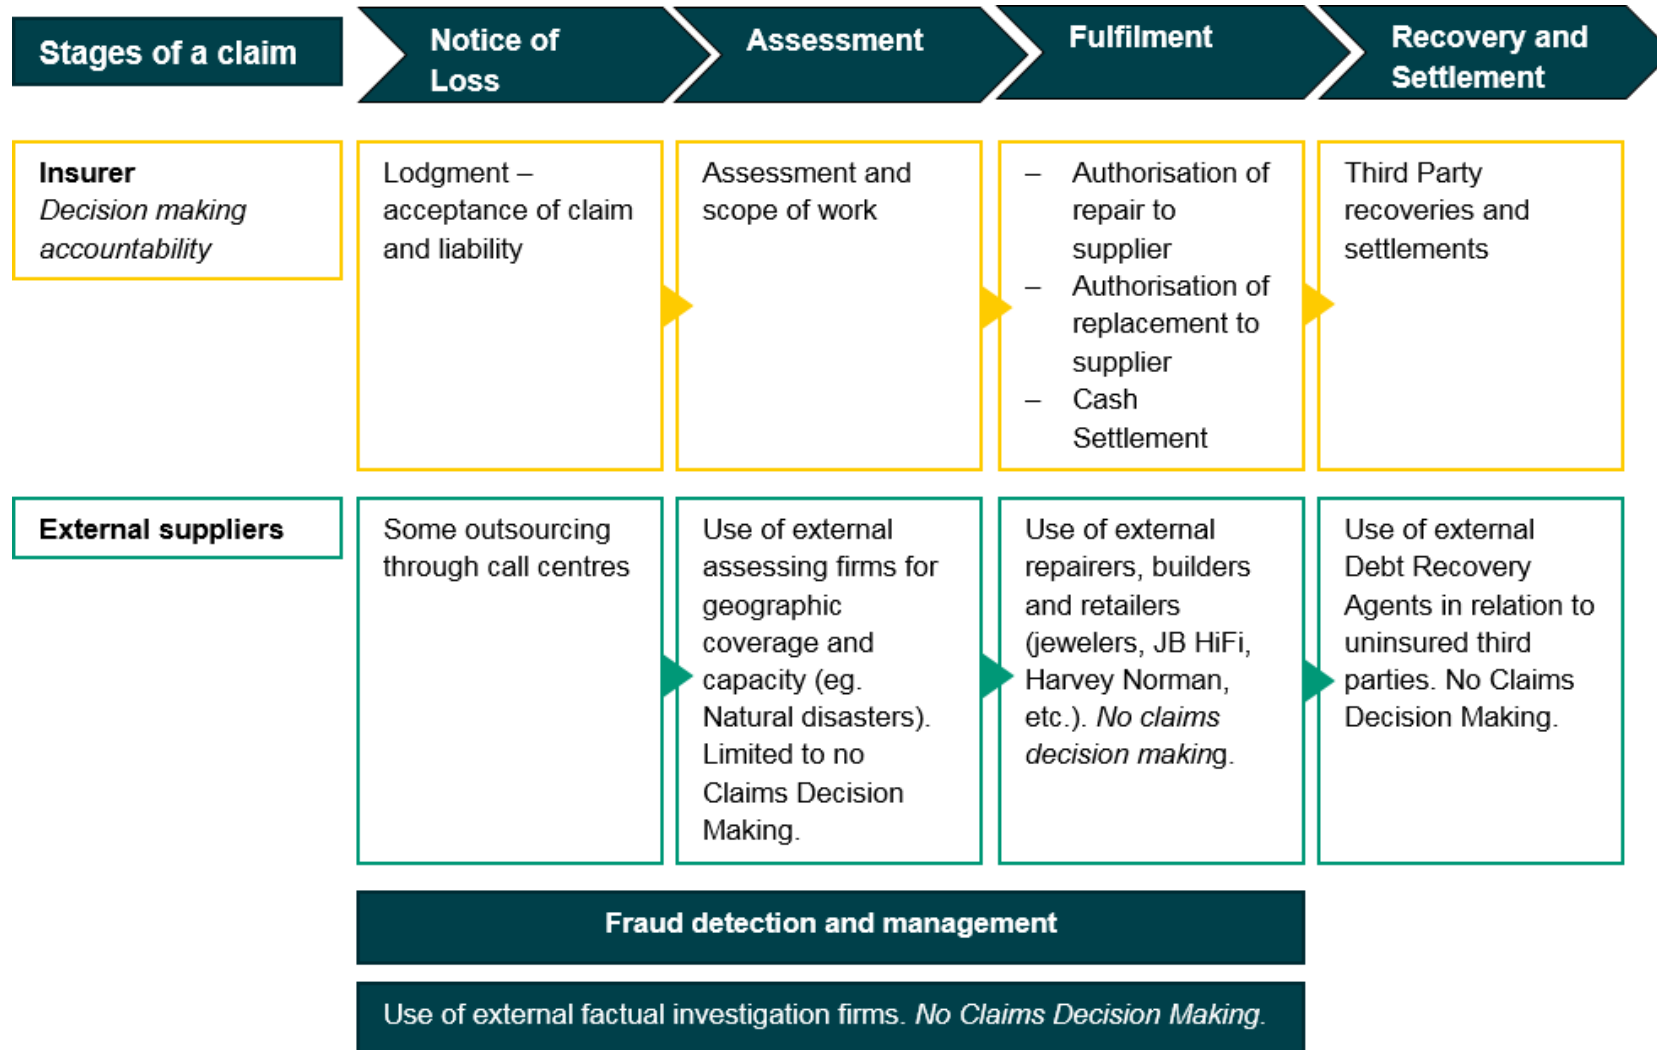 Stages of a claim
Notice of
Loss
Assessment
Fulfilment
Recovery and
Settlement
Insurer
Decision making
accountability
Lodgment –
acceptance of claim
and liability
Assessment and
scope of work
– Authorisation of
repair to
supplier
– Authorisation of
replacement to
supplier
– Cash
Settlement
Third Party
recoveries and
settlements
External suppliers
Some outsourcing
through call centres
Use of external
assessing firms for
geographic
coverage and
capacity (eg.
Natural disasters).
Limited to no
Claims Decision
Making.
Use of external
repairers, builders
and retailers
(jewelers, JB HiFi,
Harvey Norman,
etc.). No claims
decision making.
Use of external
Debt Recovery
Agents in relation to
uninsured third
parties. No Claims
Decision Making.
Fraud detection and management
Use of external factual investigation firms. No Claims Decision Making.